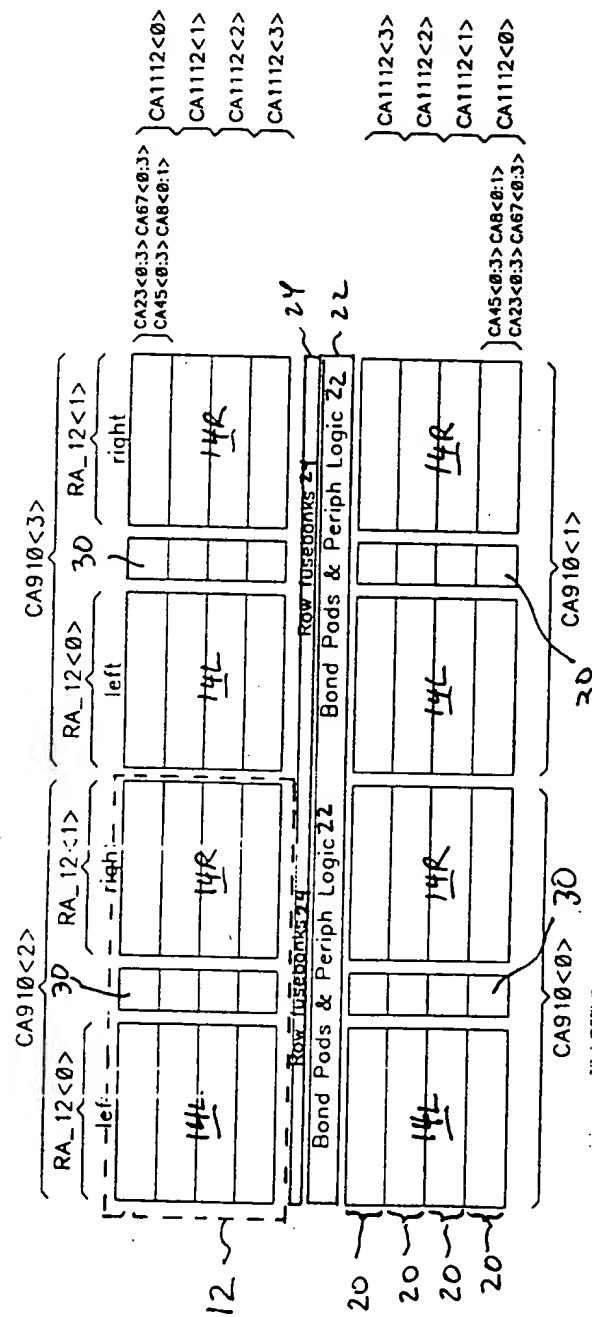 CA910<2>
CA910<3>
RA_12<0>
30
RA_12<1>
RA_12<0>
30
RA_12<1>
lef
righ
left
right
CA23<0:3> CA67<0:3>
CA45<0:3> CA8<0:1>
CA1112<0>
CA1112<1>
CA1112<2>
CA1112<3>
14L
14R
14L
14R
12
Row fusebanks 24
Row fusebanks 24
24
Bond Pads & Periph Logic 22
Bond Pads & Periph Logic 22
22
20
20
20
20
14L
14R
14L
14R
CA1112<3>
CA1112<2>
CA1112<1>
CA1112<0>
CA45<0:3> CA8<0:1>
CA23<0:3> CA67<0:3>
30
30
CA910<0>
CA910<1>